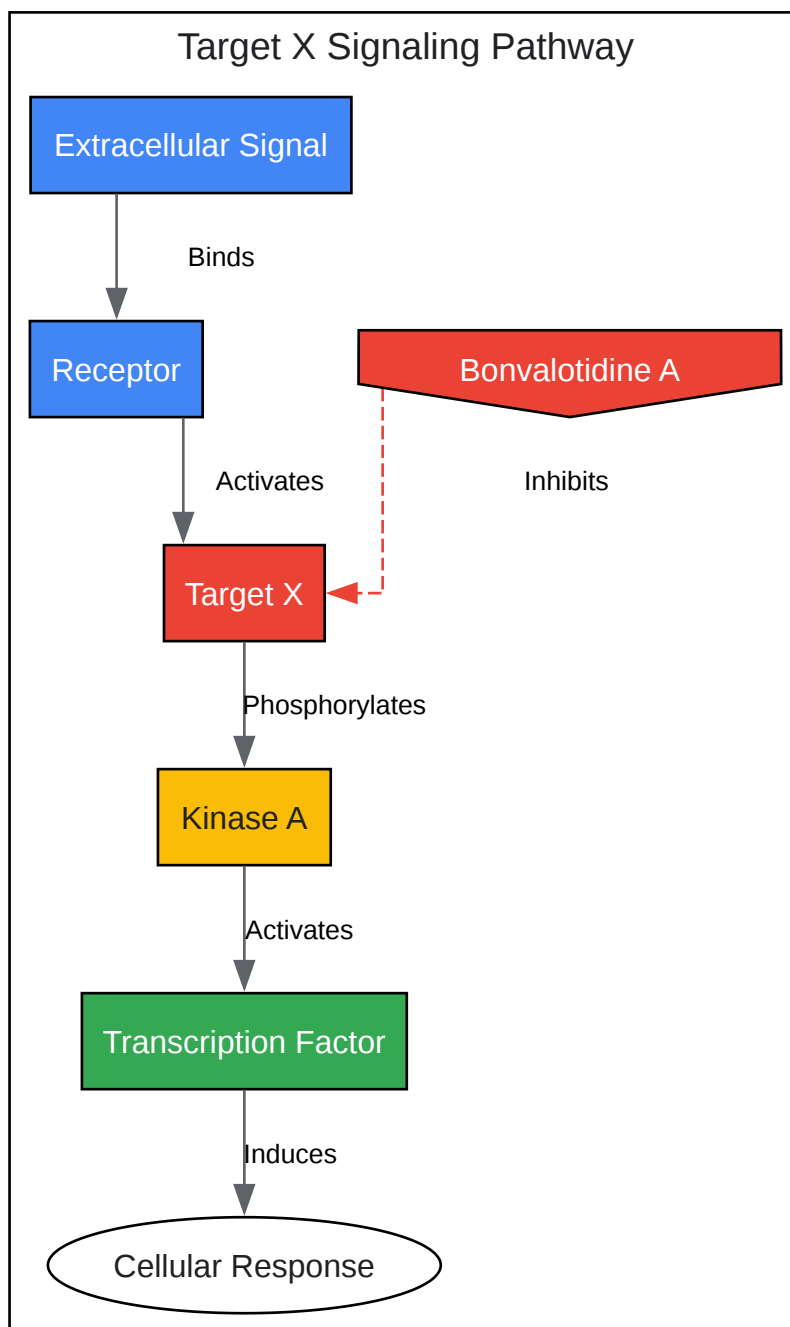 Target X Signaling Pathway
Extracellular Signal
Binds
Receptor
Bonvalotidine A
Activates
Inhibits
Target X
Phosphorylates
Kinase A
Activates
Transcription Factor
Induces
Cellular Response